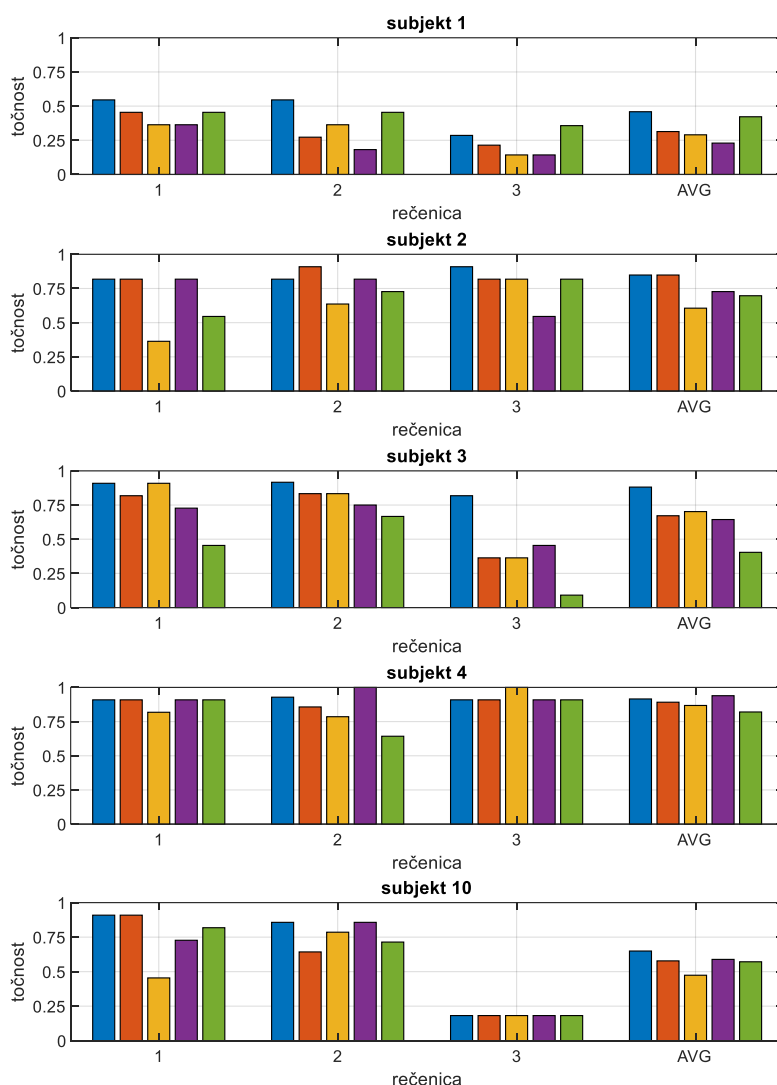 subjekt 1
točnost
1
0.75
0.5
0.25
0
1 2 3 AVG
rečenica
subjekt 2
točnost
1
0.75
0.5
0.25
0
1 2 3 AVG
rečenica
subjekt 3
točnost
1
0.75
0.5
0.25
0
1 2 3 AVG
rečenica
subjekt 4
točnost
1
0.75
0.5
0.25
0
1 2 3 AVG
rečenica
subjekt 10
točnost
1
0.75
0.5
0.25
0
1 2 3 AVG
rečenica